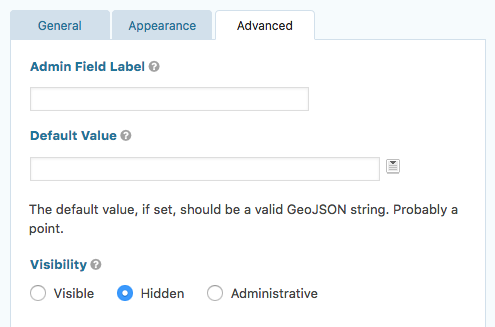 General Appearance Advanced
Admin Field Label ?
Default Value ?
The default value, if set, should be a valid GeoJSON string. Probably a
point.
Visibility ?
Visible Hidden Administrative